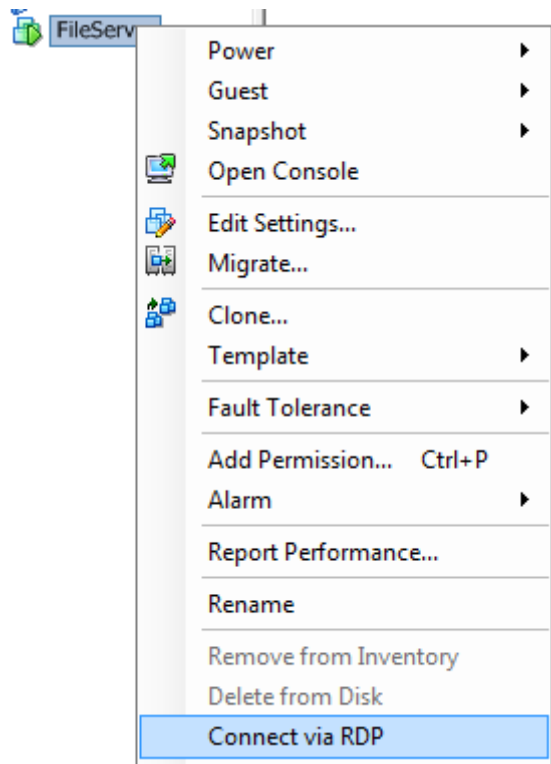 FileServ
Power
Guest
Snapshot
Open Console
Edit Settings...
Migrate...
Clone...
Template
Fault Tolerance
Add Permission... Ctrl+P
Alarm
Report Performance...
Rename
Remove from Inventory
Delete from Disk
Connect via RDP